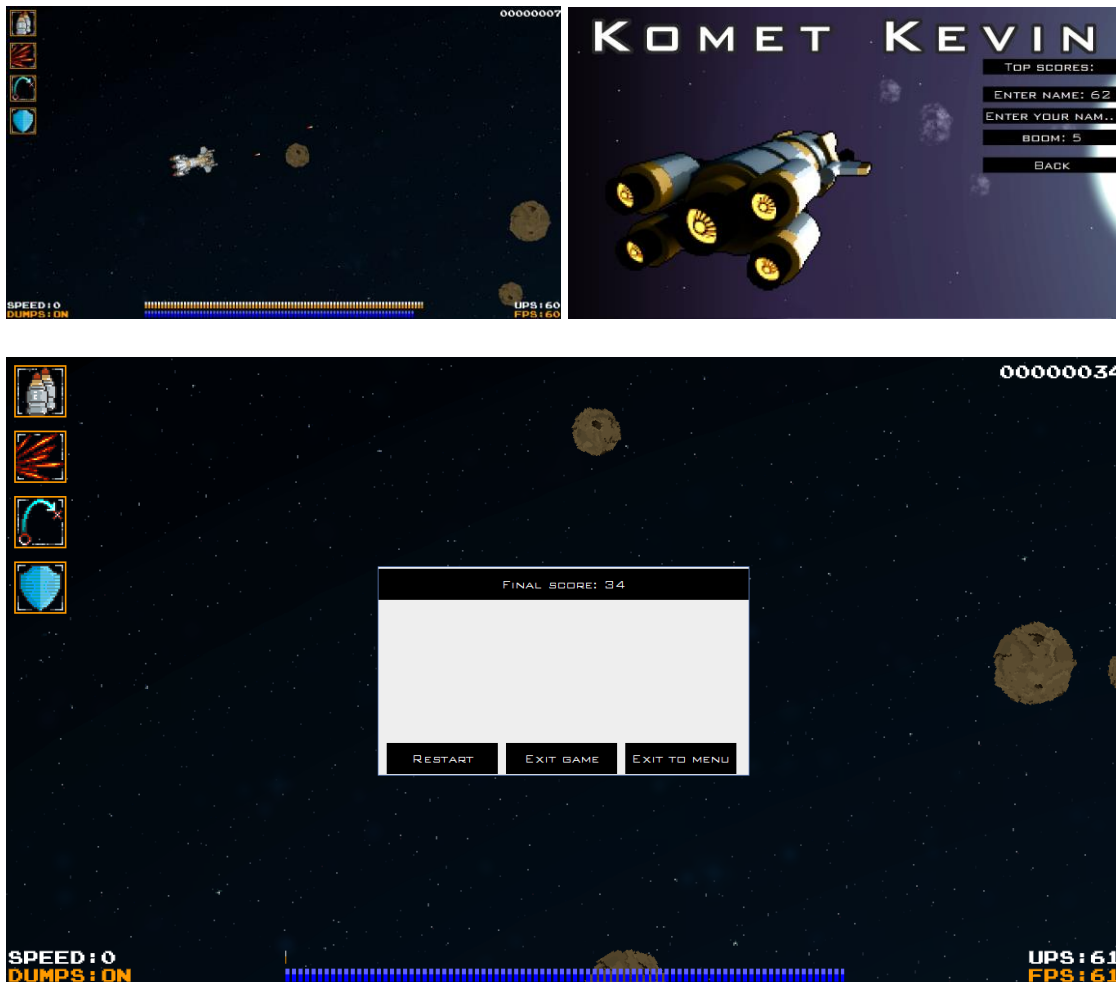 00000007
SPEED:0
DUMPS:ON
UPS:60
FPS:60
KOMET KEVIN
TOP SCORES:
ENTER NAME: 62
ENTER YOUR NAM..
BOOM: 5
BACK
00000034
FINAL SCORE: 34
RESTART EXIT GAME EXIT TO MENU
SPEED:0
DUMPS:ON
UPS:61
FPS:61